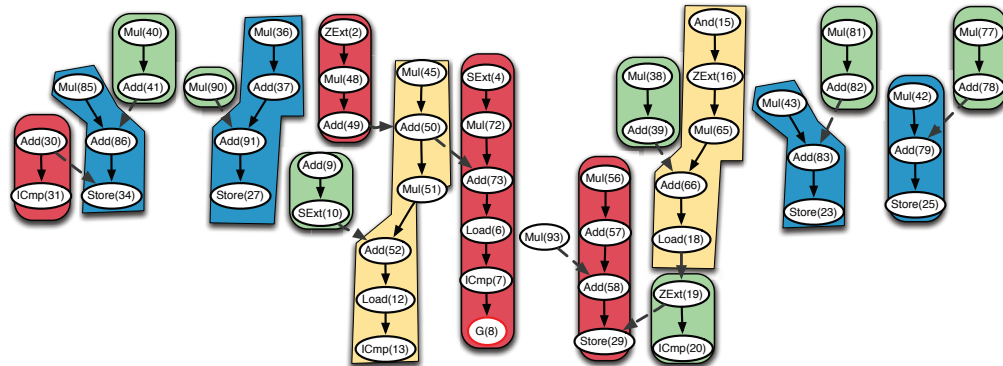 Mul(40)
Add(41)
Mul(85)
Add(86)
Store(34)
Add(30)
ICmp(31)
Mul(36)
Add(37)
Mul(90)
Add(91)
Store(27)
ZExt(2)
Mul(48)
Add(49)
Add(9)
SExt(10)
Mul(45)
Add(50)
Mul(51)
Add(52)
Load(12)
ICmp(13)
SExt(4)
Mul(72)
Add(73)
Load(6)
ICmp(7)
G(8)
Mul(93)
Mul(56)
Add(57)
Add(58)
Store(29)
Mul(38)
Add(39)
And(15)
ZExt(16)
Mul(65)
Add(66)
Load(18)
ZExt(19)
ICmp(20)
Mul(43)
Add(83)
Store(23)
Mul(81)
Add(82)
Mul(42)
Add(79)
Store(25)
Mul(77)
Add(78)